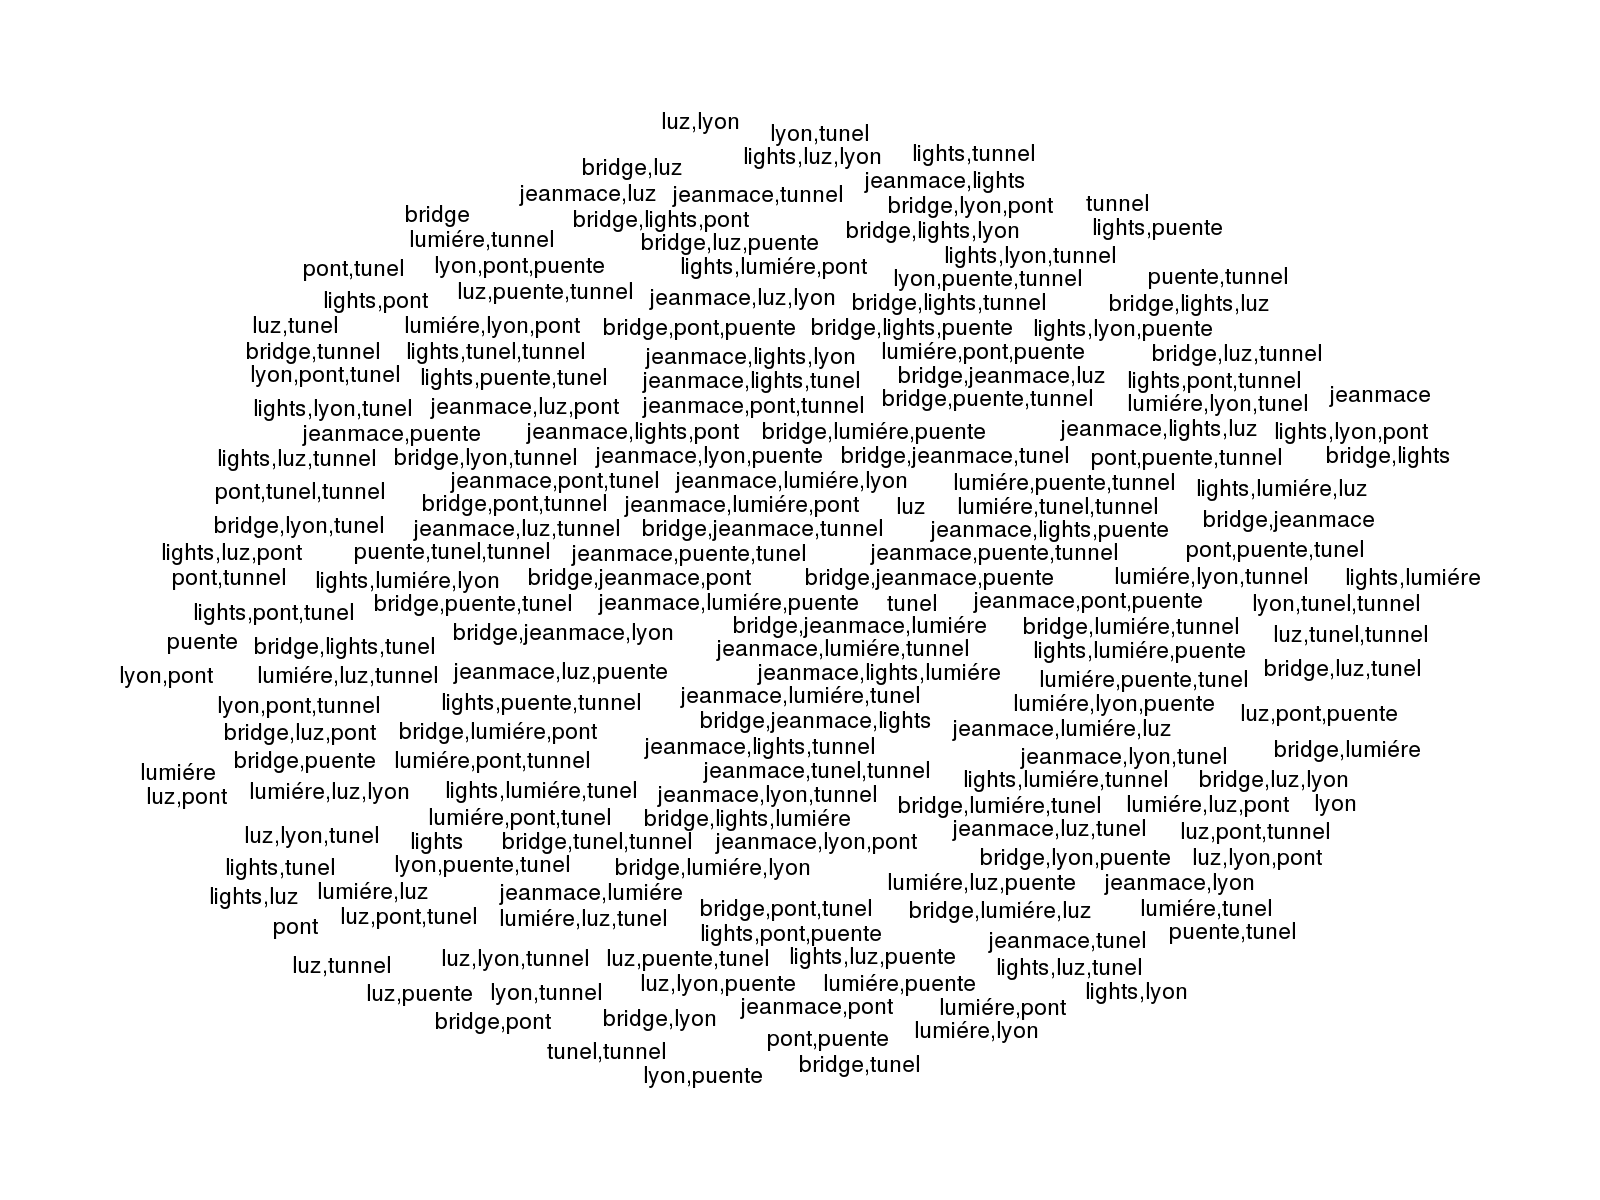 luz,lyon
lyon,tunel
lights,luz,lyon
lights,tunnel
bridge,luz
jeanmace,lights
jeanmace,luz
jeanmace,tunnel
bridge,lyon,pont
tunnel
bridge
bridge,lights,pont
bridge,lights,lyon
lights,puente
lumiére,tunnel
bridge,luz,puente
lights,lyon,tunnel
pont,tunel
lyon,pont,puente
lights,lumiére,pont
lyon,puente,tunnel
puente,tunnel
lights,pont
luz,puente,tunnel
jeanmace,luz,lyon
bridge,lights,tunnel
bridge,lights,luz
luz,tunel
lumiére,lyon,pont
bridge,pont,puente
bridge,lights,puente
lights,lyon,puente
bridge,tunnel
lights,tunel,tunnel
jeanmace,lights,lyon
lumiére,pont,puente
bridge,luz,tunnel
lyon,pont,tunel
lights,puente,tunel
jeanmace,lights,tunel
bridge,jeanmace,luz
lights,pont,tunnel
jeanmace
lights,lyon,tunel
jeanmace,luz,pont
jeanmace,pont,tunnel
bridge,puente,tunnel
lumiére,lyon,tunel
jeanmace,puente
jeanmace,lights,pont
bridge,lumiére,puente
jeanmace,lights,luz
lights,lyon,pont
lights,luz,tunnel
bridge,lyon,tunnel
jeanmace,lyon,puente
bridge,jeanmace,tunel
pont,puente,tunnel
bridge,lights
jeanmace,pont,tunel
jeanmace,lumiére,lyon
lumiére,puente,tunnel
lights,lumiére,luz
pont,tunel,tunnel
bridge,pont,tunnel
jeanmace,lumiére,pont
luz
lumiére,tunel,tunnel
bridge,lyon,tunel
jeanmace,luz,tunnel
bridge,jeanmace,tunnel
jeanmace,lights,puente
bridge,jeanmace
lights,luz,pont
puente,tunel,tunnel
jeanmace,puente,tunel
jeanmace,puente,tunnel
pont,puente,tunel
pont,tunnel
lights,lumiére,lyon
bridge,jeanmace,pont
bridge,jeanmace,puente
lumiére,lyon,tunnel
lights,lumiére
lights,pont,tunel
bridge,puente,tunel
jeanmace,lumiére,puente
tunel
jeanmace,pont,puente
lyon,tunel,tunnel
puente
bridge,lights,tunel
bridge,jeanmace,lyon
bridge,jeanmace,lumiére
bridge,lumiére,tunnel
luz,tunel,tunnel
jeanmace,lumiére,tunnel
lights,lumiére,puente
lyon,pont
lumiére,luz,tunnel
jeanmace,luz,puente
jeanmace,lights,lumiére
lumiére,puente,tunel
bridge,luz,tunel
lyon,pont,tunnel
lights,puente,tunnel
jeanmace,lumiére,tunel
lumiére,lyon,puente
luz,pont,puente
bridge,luz,pont
bridge,lumiére,pont
bridge,jeanmace,lights
jeanmace,lumiére,luz
bridge,puente
lumiére,pont,tunnel
jeanmace,lights,tunnel
jeanmace,lyon,tunel
bridge,lumiére
lumiére
jeanmace,tunel,tunnel
lights,lumiére,tunnel
bridge,luz,lyon
luz,pont
lumiére,luz,lyon
lights,lumiére,tunel
jeanmace,lyon,tunnel
bridge,lumiére,tunel
lumiére,luz,pont
lyon
lumiére,pont,tunel
bridge,lights,lumiére
jeanmace,luz,tunel
luz,pont,tunnel
luz,lyon,tunel
lights
bridge,tunel,tunnel
jeanmace,lyon,pont
bridge,lyon,puente
luz,lyon,pont
lights,tunel
lyon,puente,tunel
bridge,lumiére,lyon
lumiére,luz,puente
jeanmace,lyon
lights,luz
lumiére,luz
jeanmace,lumiére
bridge,pont,tunel
bridge,lumiére,luz
lumiére,tunel
pont
luz,pont,tunel
lumiére,luz,tunel
lights,pont,puente
jeanmace,tunel
puente,tunel
luz,tunnel
luz,lyon,tunnel
luz,puente,tunel
lights,luz,puente
lights,luz,tunel
luz,puente
lyon,tunnel
luz,lyon,puente
lumiére,puente
lights,lyon
bridge,pont
bridge,lyon
jeanmace,pont
lumiére,pont
tunel,tunnel
pont,puente
lumiére,lyon
lyon,puente
bridge,tunel